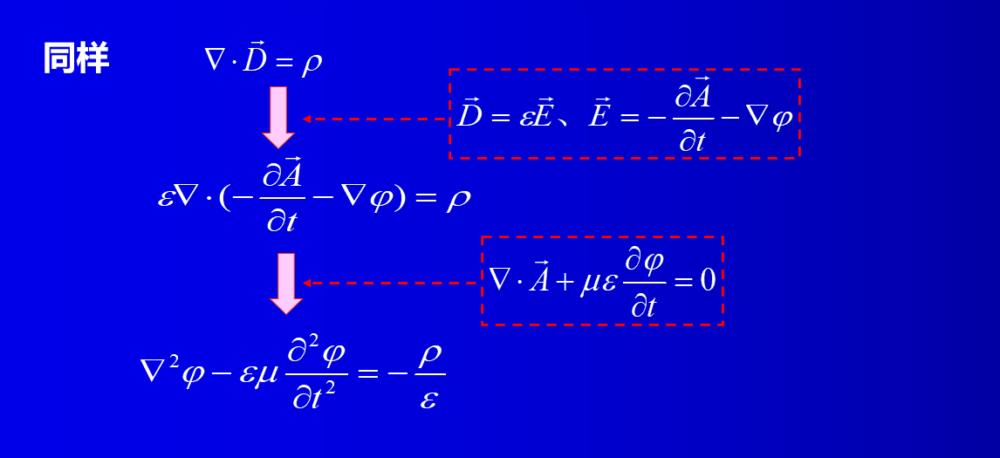 同样
∇·D⃗ = ρ
D⃗ = εE⃗、 E⃗ = −∂A⃗/∂t − ∇φ
ε∇·(−∂A⃗/∂t − ∇φ) = ρ
∇·A⃗ + με ∂φ/∂t = 0
∇²φ − εμ ∂²φ/∂t² = −ρ/ε